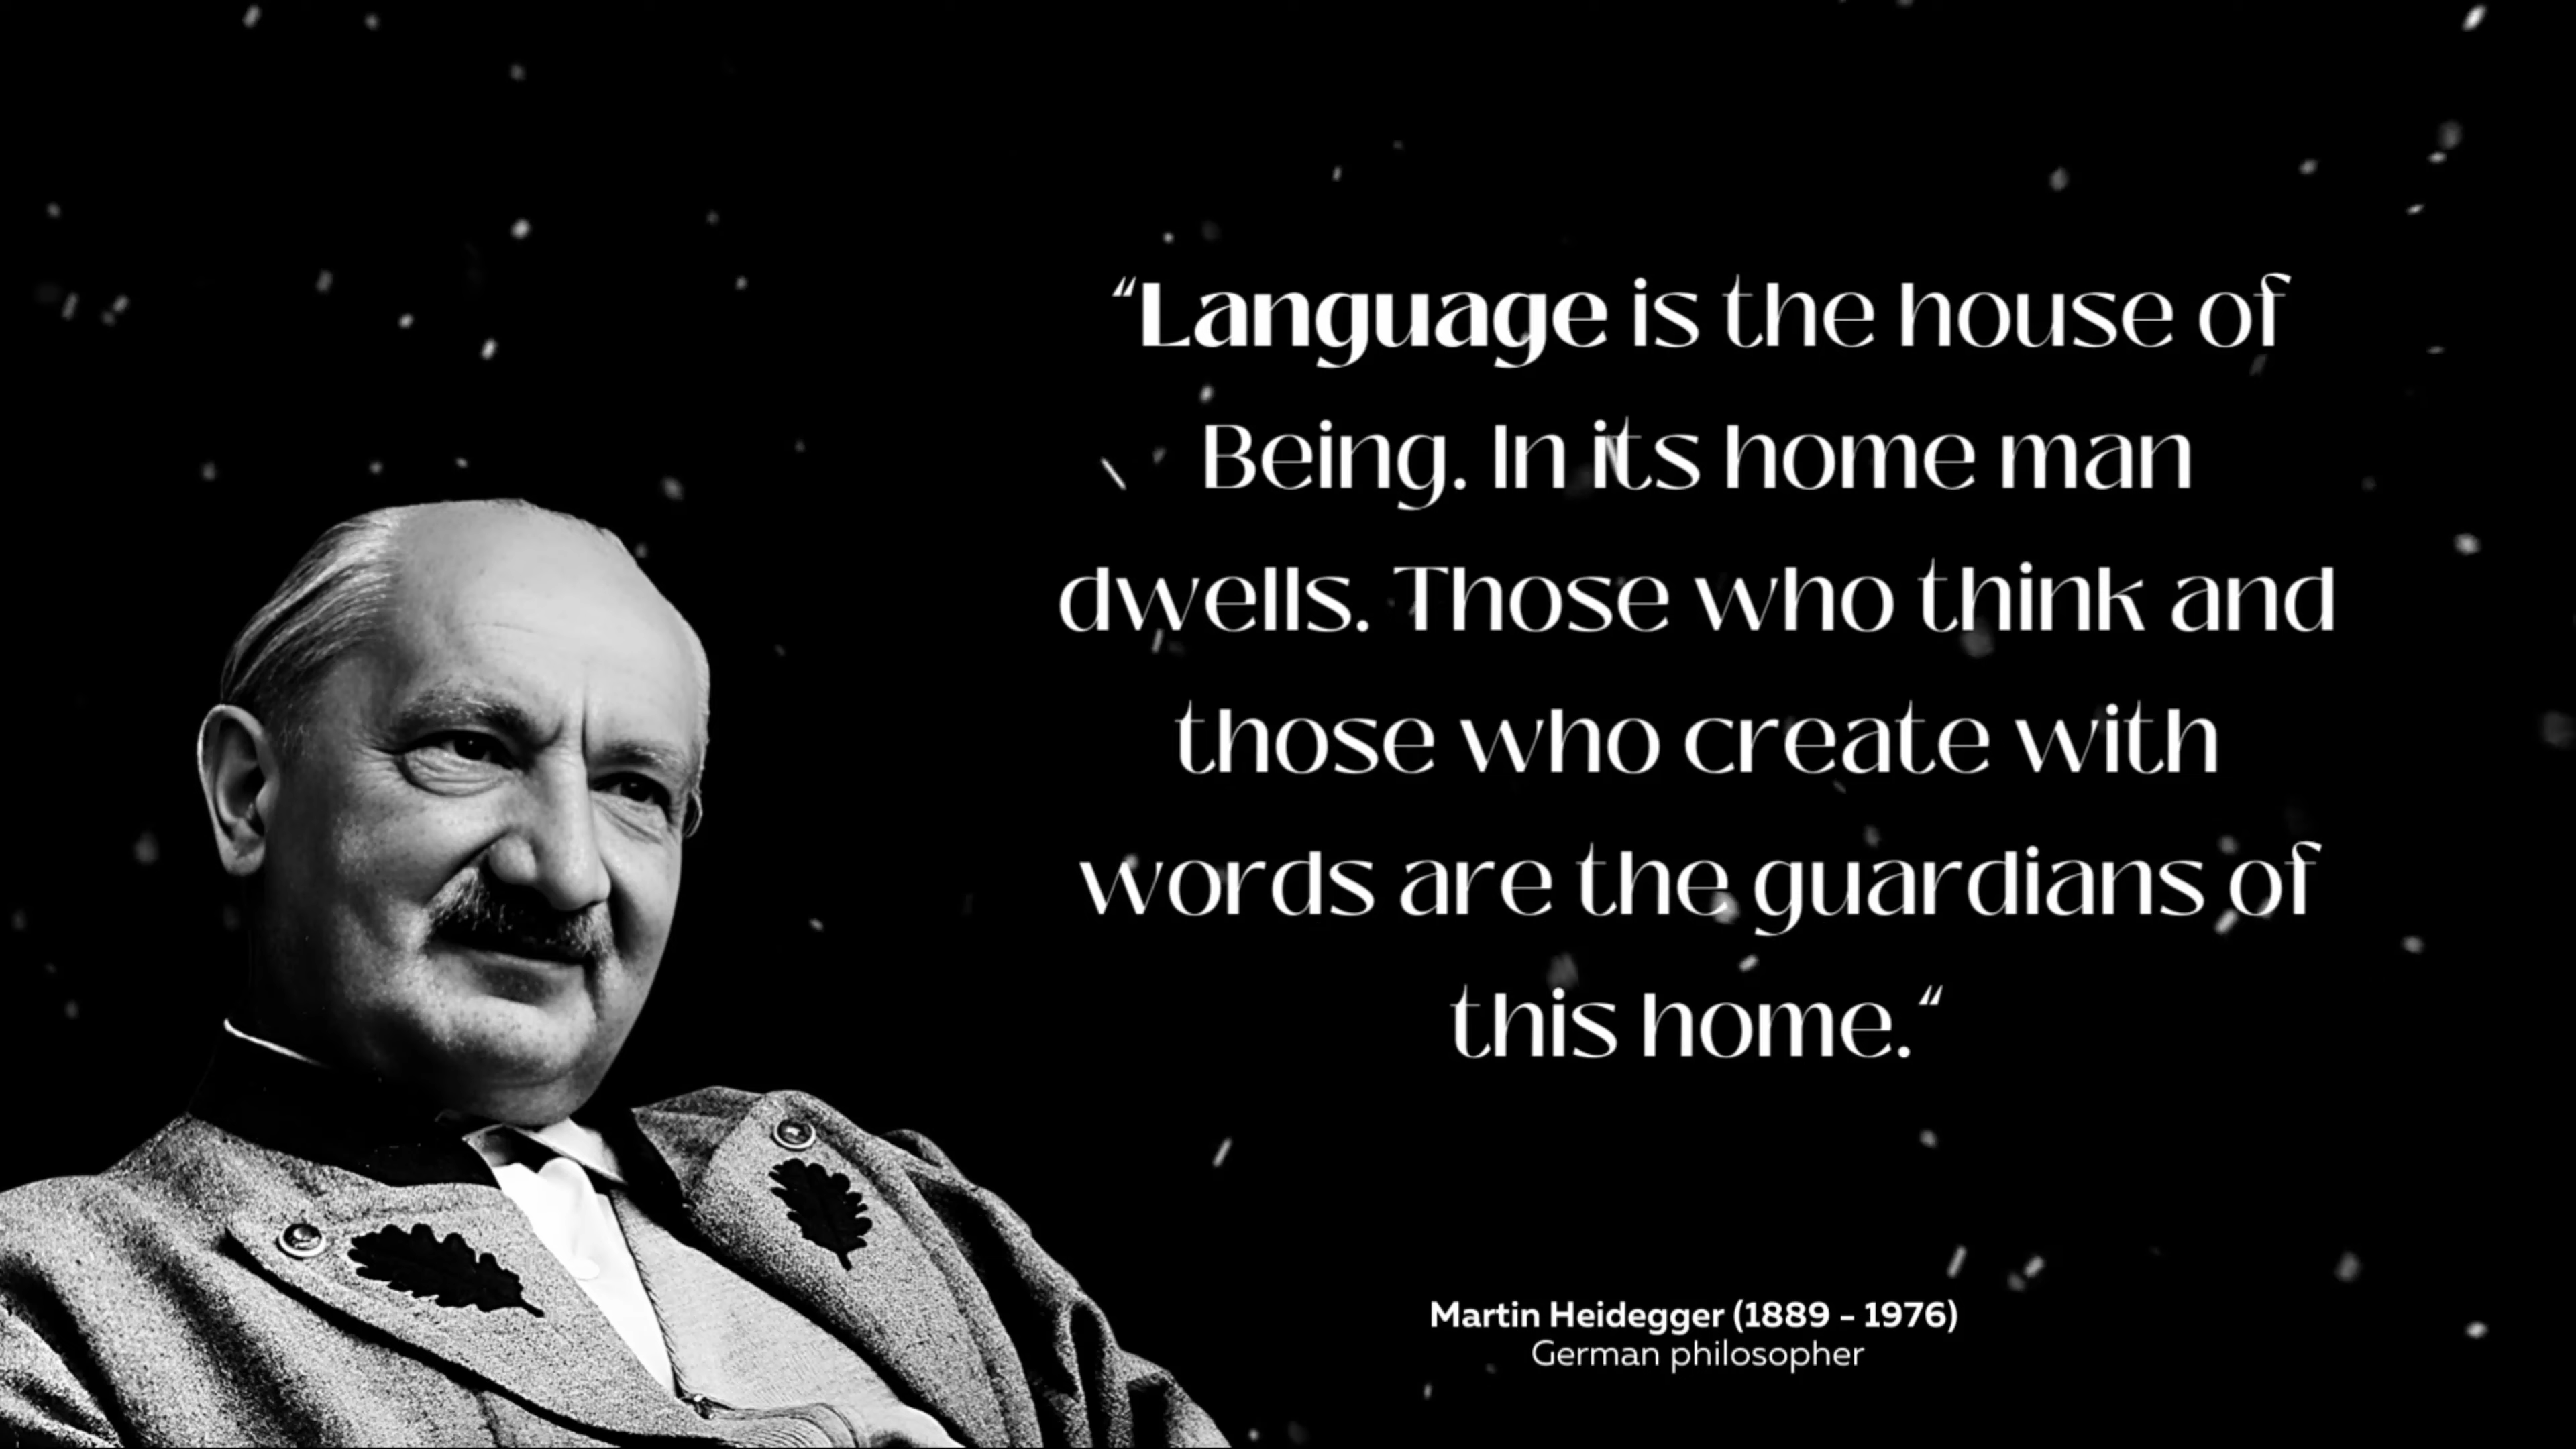 “Language is the house of
Being. In its home man
dwells. Those who think and
those who create with
words are the guardians of
this home.“
Martin Heidegger (1889 - 1976)
German philosopher